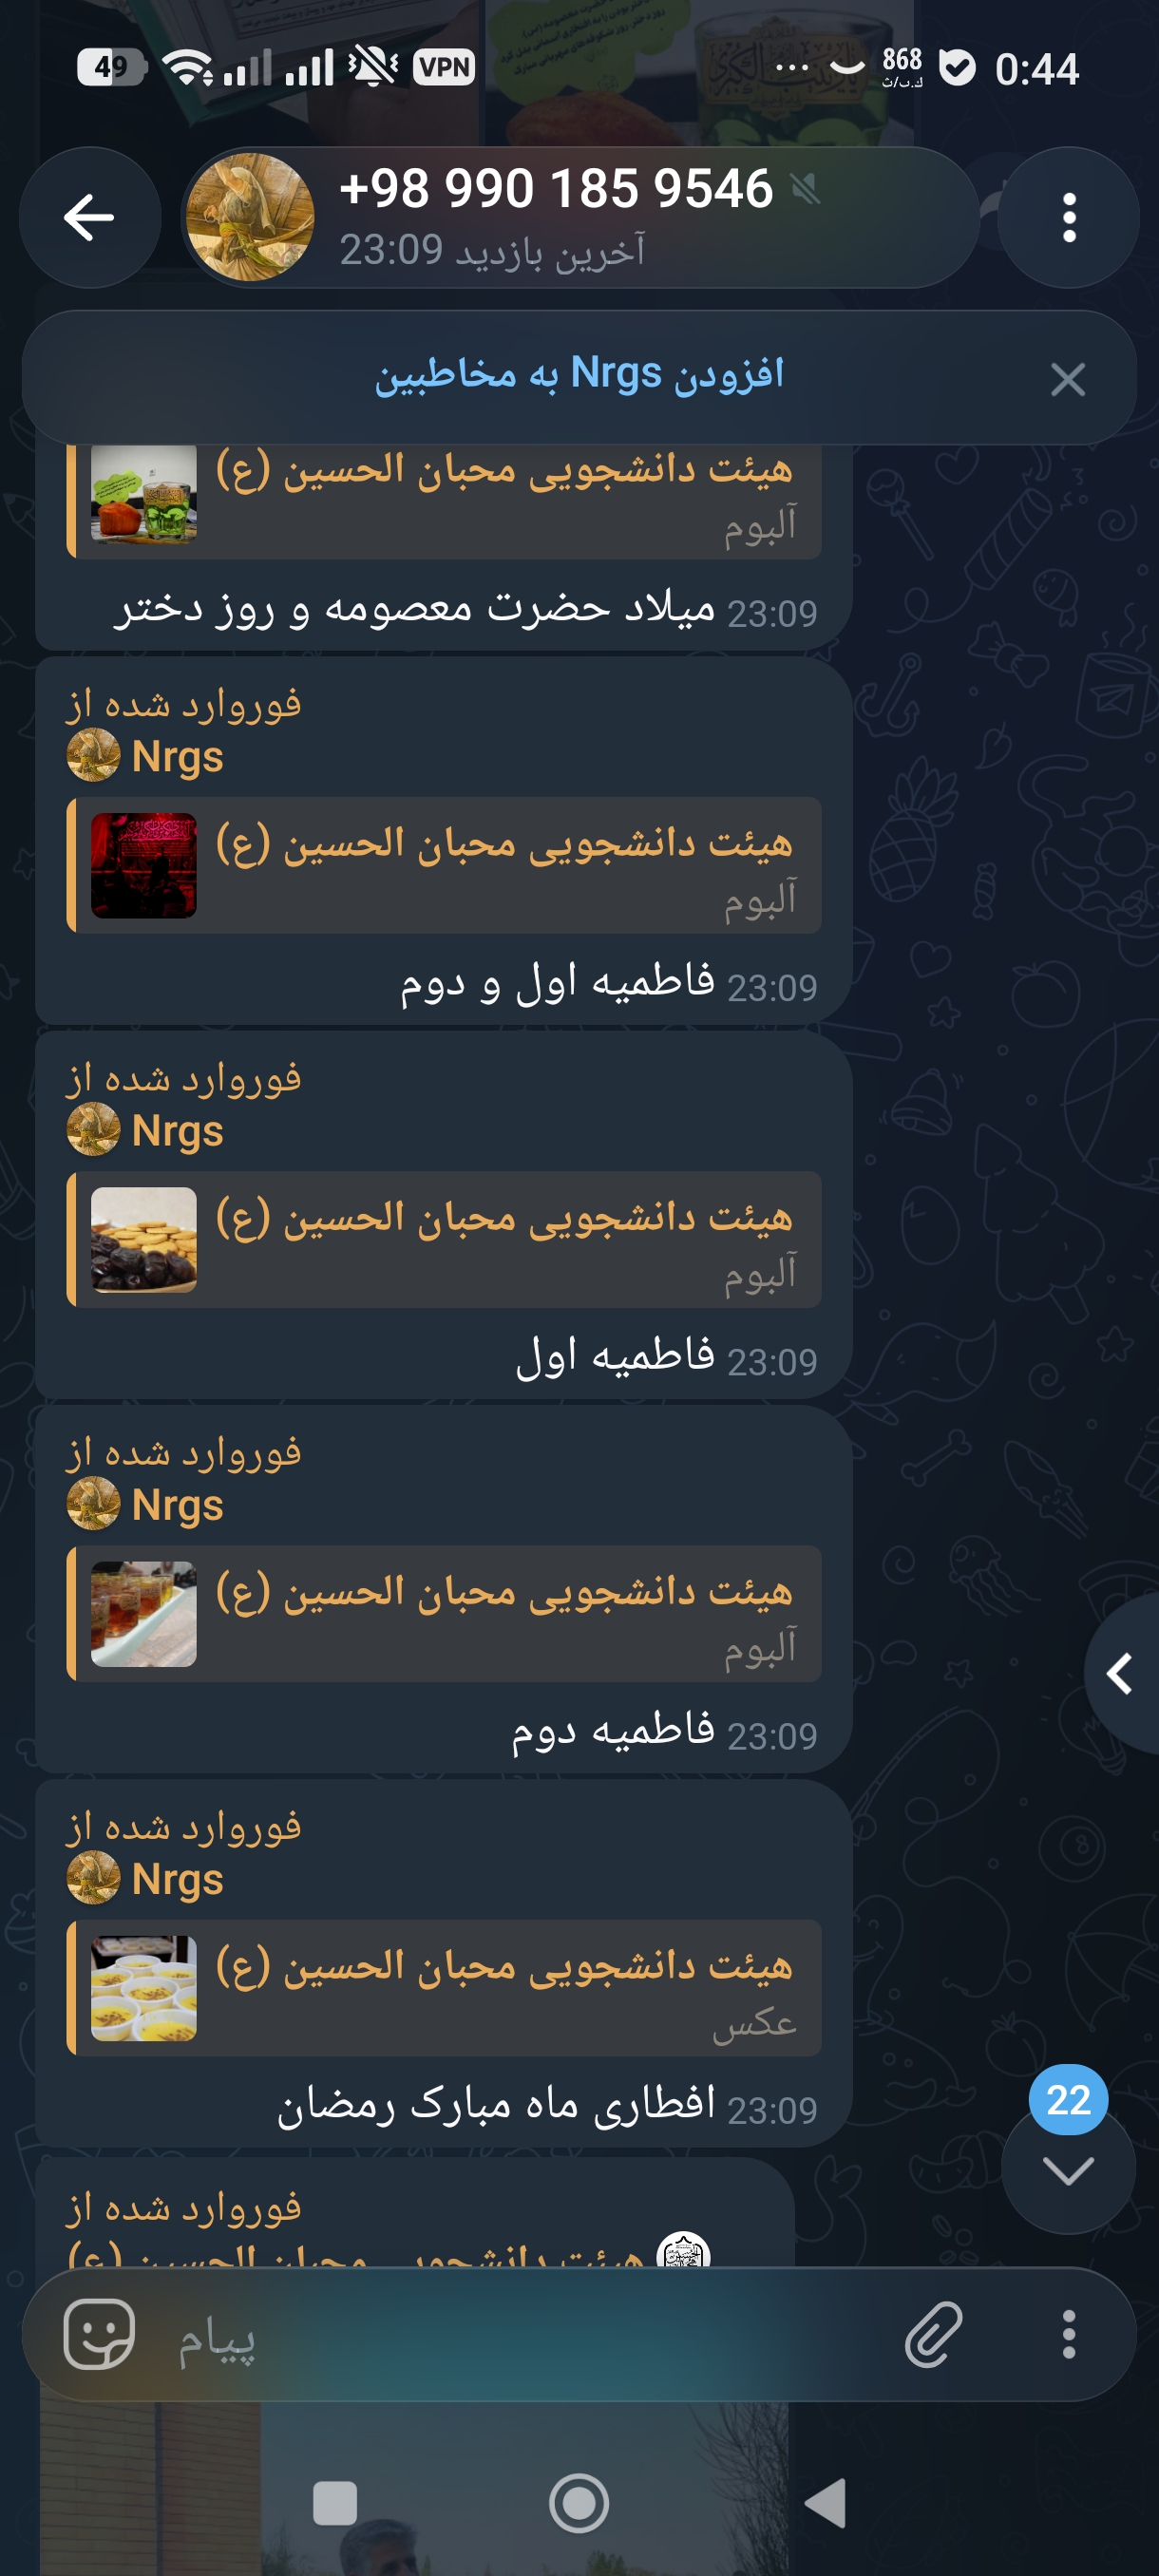 49
VPN
868
ک.ب/ث
0:44
+98 990 185 9546
آخرین بازدید 23:09
افزودن Nrgs به مخاطبین
هیئت دانشجویی محبان الحسین (ع)
آلبوم
میلاد حضرت معصومه و روز دختر 23:09
فوروارد شده از
Nrgs
هیئت دانشجویی محبان الحسین (ع)
آلبوم
فاطمیه اول و دوم 23:09
فوروارد شده از
Nrgs
هیئت دانشجویی محبان الحسین (ع)
آلبوم
فاطمیه اول 23:09
فوروارد شده از
Nrgs
هیئت دانشجویی محبان الحسین (ع)
آلبوم
فاطمیه دوم 23:09
فوروارد شده از
Nrgs
هیئت دانشجویی محبان الحسین (ع)
عکس
افطاری ماه مبارک رمضان 23:09
22
فوروارد شده از
هیئت دانشجویی محبان الحسین (ع)
پیام